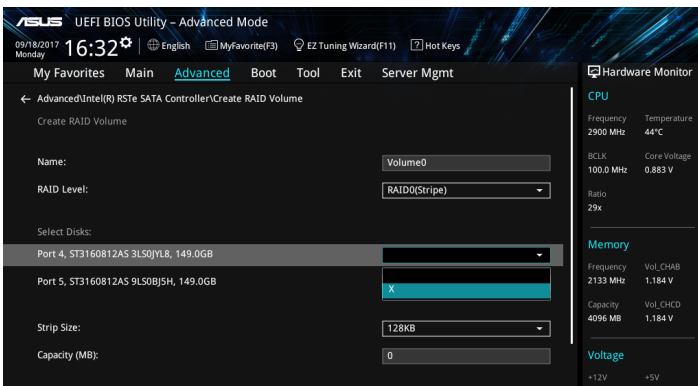 ASUS UEFI BIOS Utility – Advanced Mode
09/18/2017 Monday 16:32 English MyFavorite(F3) EZ Tuning Wizard(F11) ? Hot Keys
My Favorites Main Advanced Boot Tool Exit Server Mgmt
← Advanced\Intel(R) RSTe SATA Controller\Create RAID Volume
Create RAID Volume
Name: Volume0
RAID Level: RAID0(Stripe)
Select Disks:
Port 4, ST3160812AS 3LS0JYL8, 149.0GB
Port 5, ST3160812AS 9LS0BJ5H, 149.0GB
X
Strip Size: 128KB
Capacity (MB): 0
Hardware Monitor
CPU
Frequency Temperature
2900 MHz 44°C
BCLK Core Voltage
100.0 MHz 0.883 V
Ratio
29x
Memory
Frequency Vol_CHAB
2133 MHz 1.184 V
Capacity Vol_CHCD
4096 MB 1.184 V
Voltage
+12V +5V